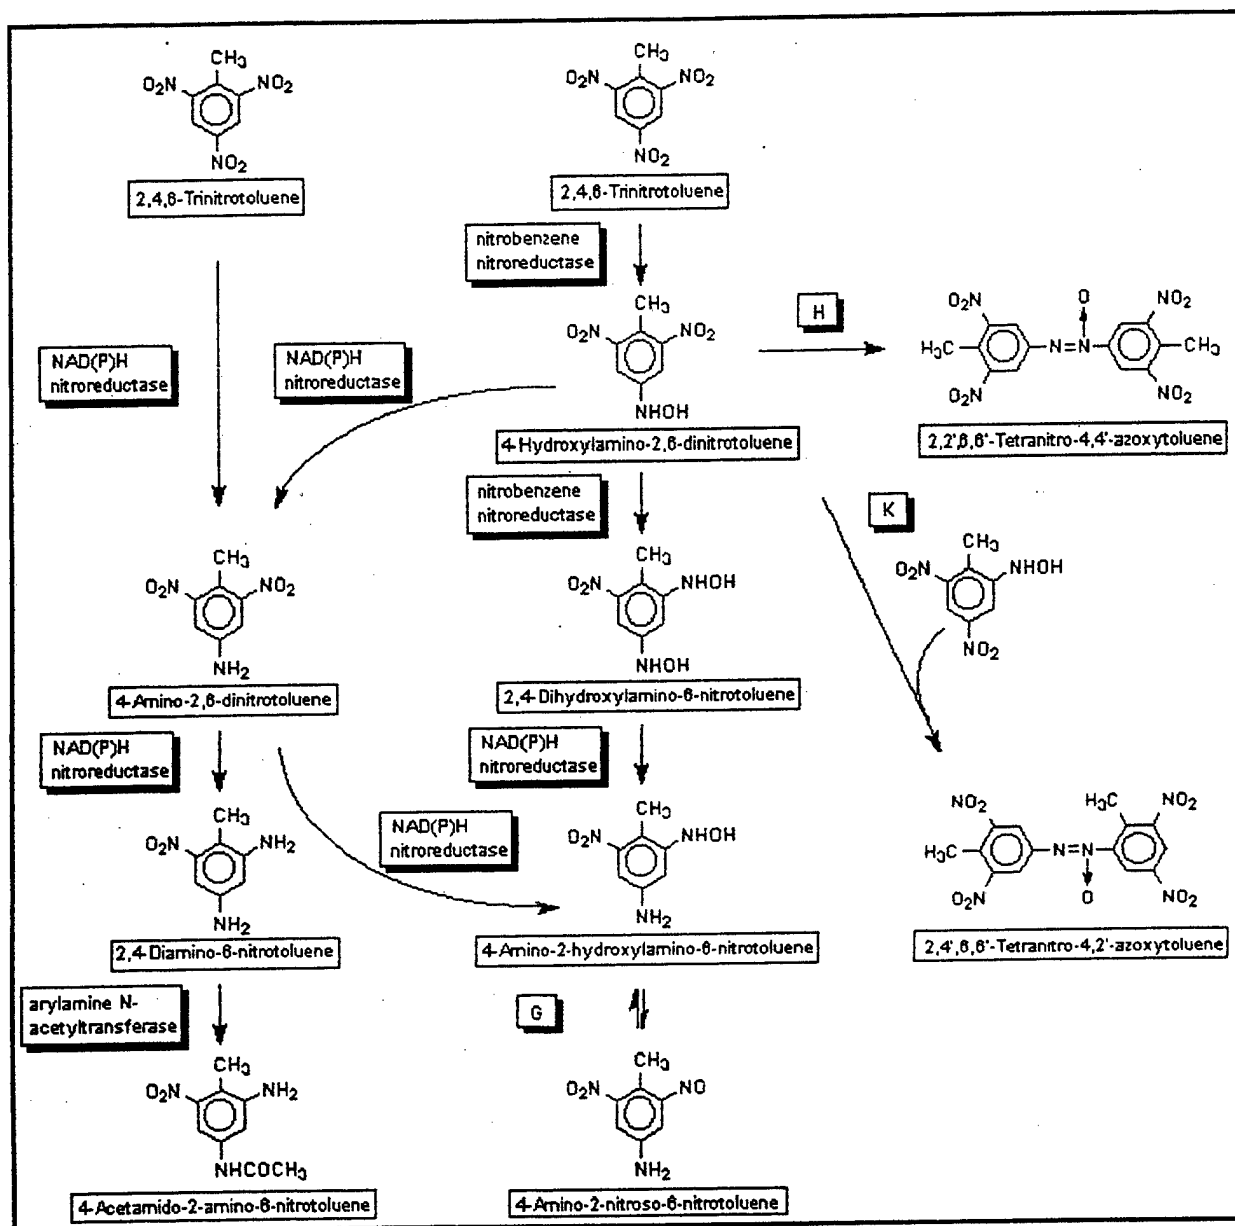 CH3
O2N
NO2
NO2
2,4,6-Trinitrotoluene
CH3
O2N
NO2
NO2
2,4,6-Trinitrotoluene
nitrobenzene
nitroreductase
CH3
O2N
NO2
NHOH
4-Hydroxylamino-2,6-dinitrotoluene
H
O2N
H3C
O2N
N=N
O
NO2
CH3
NO2
2,2',6,6'-Tetranitro-4,4'-azoxytoluene
NAD(P)H
nitroreductase
NAD(P)H
nitroreductase
nitrobenzene
nitroreductase
K
CH3
O2N
NHOH
NO2
CH3
O2N
NO2
NH2
4-Amino-2,6-dinitrotoluene
CH3
O2N
NHOH
NHOH
2,4-Dihydroxylamino-6-nitrotoluene
NAD(P)H
nitroreductase
NAD(P)H
nitroreductase
NAD(P)H
nitroreductase
CH3
O2N
NH2
NH2
2,4-Diamino-6-nitrotoluene
CH3
O2N
NHOH
NH2
4-Amino-2-hydroxylamino-6-nitrotoluene
NO2
H3C
O2N
N=N
O
H3C
NO2
NO2
2,4',6,6'-Tetranitro-4,2'-azoxytoluene
arylamine N-
acetyltransferase
G
CH3
O2N
NH2
NHCOCH3
4-Acetamido-2-amino-6-nitrotoluene
CH3
O2N
NO
NH2
4-Amino-2-nitroso-6-nitrotoluene